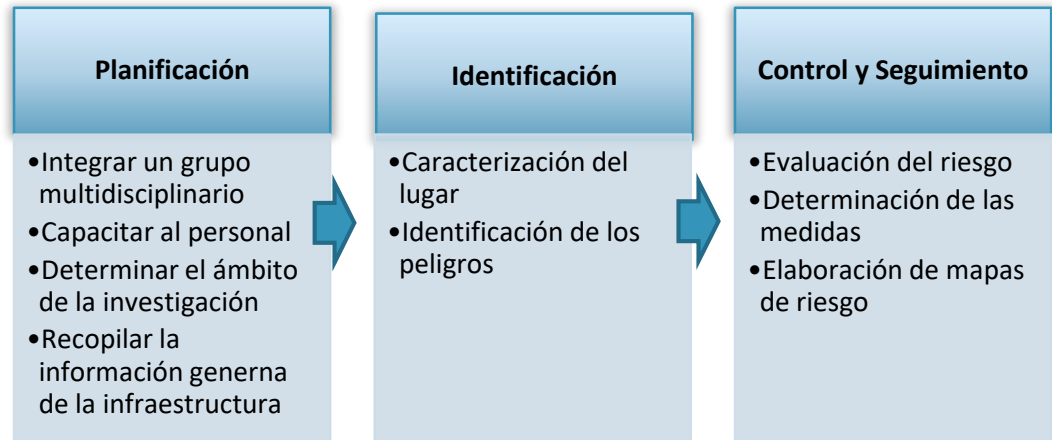 Planificación
•Integrar un grupo
multidisciplinario
•Capacitar al personal
•Determinar el ámbito
de la investigación
•Recopilar la
información generna
de la infraestructura
Identificación
•Caracterización del
lugar
•Identificación de los
peligros
Control y Seguimiento
•Evaluación del riesgo
•Determinación de las
medidas
•Elaboración de mapas
de riesgo